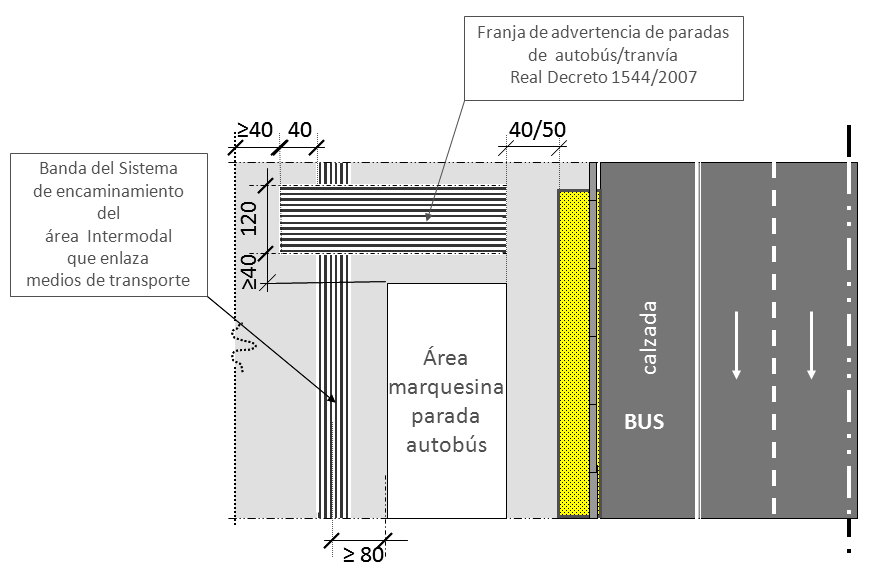 Franja de advertencia de paradas
de autobús/tranvía
Real Decreto 1544/2007
≥40
40
40/50
Banda del Sistema
de encaminamiento
del
área Intermodal
que enlaza
medios de transporte
120
≥40
Área
marquesina
parada
autobús
calzada
BUS
≥ 80